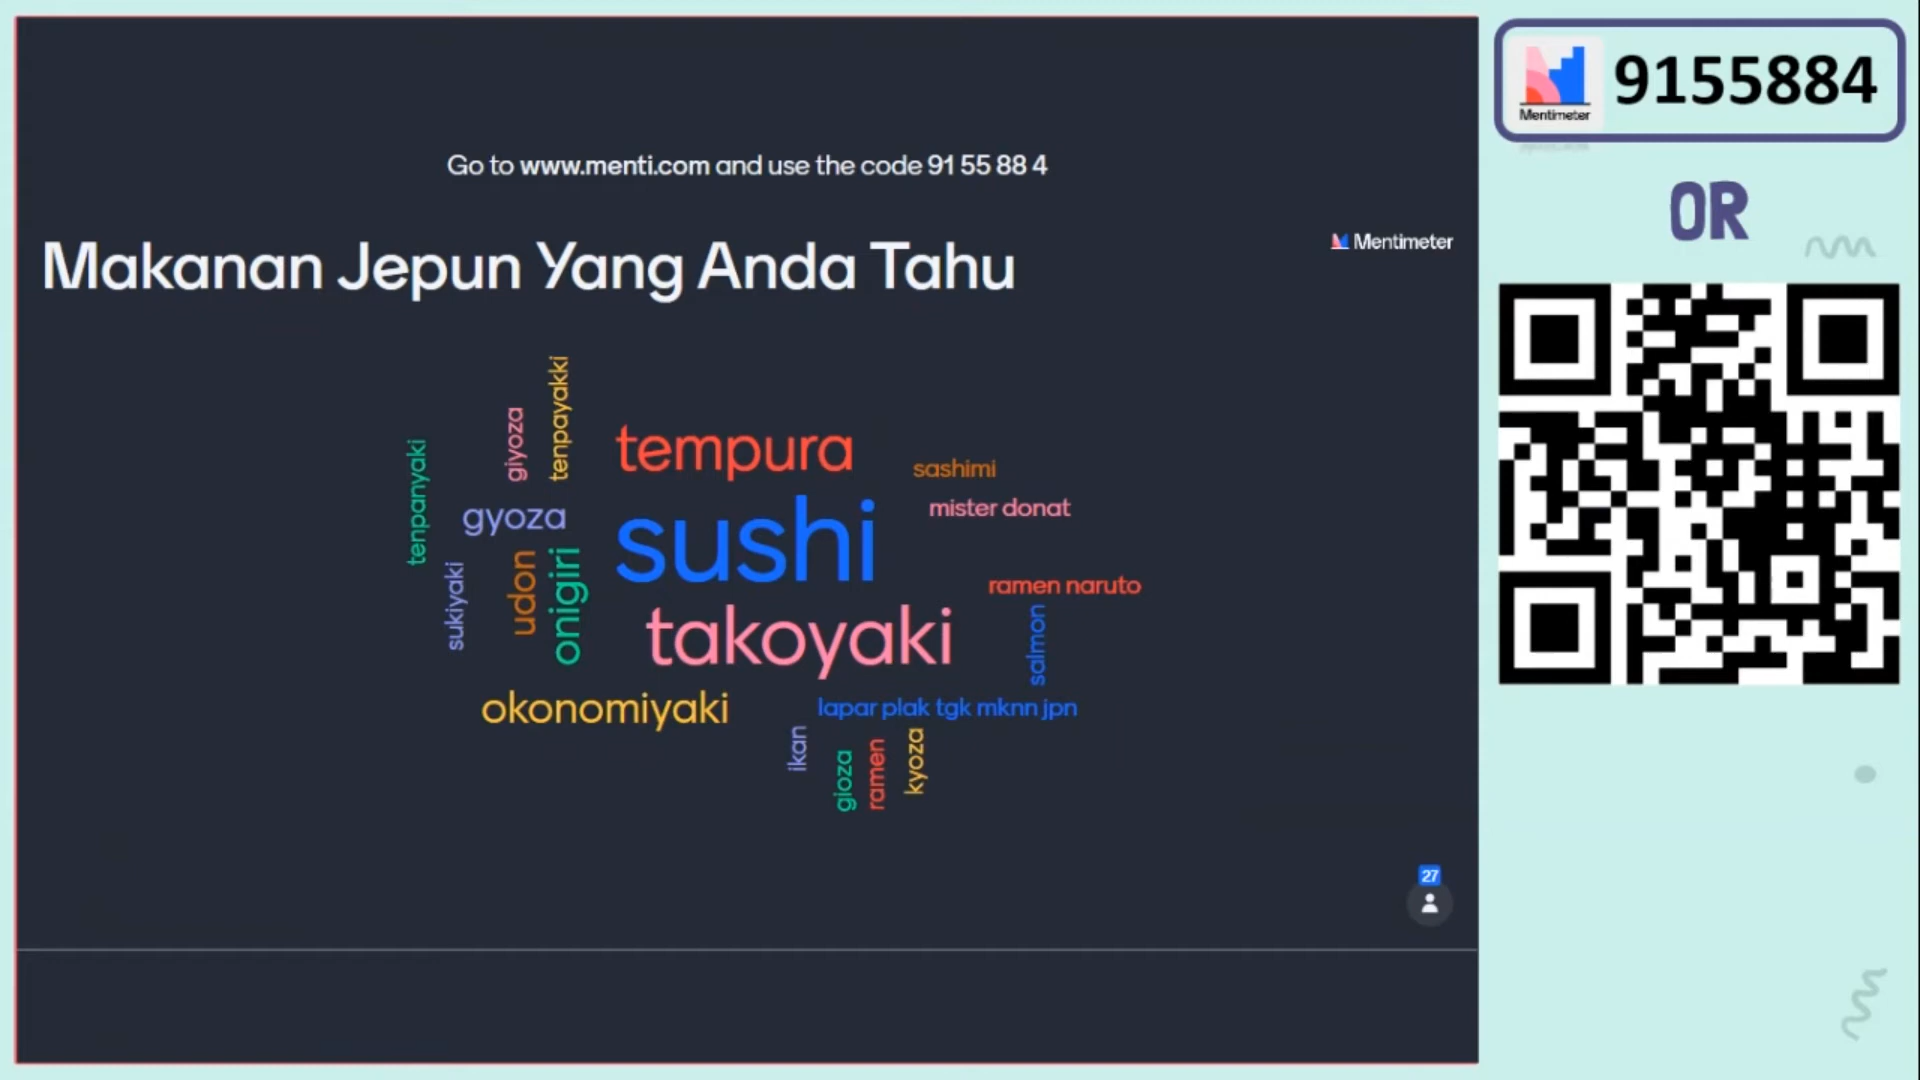 Go to www.menti.com and use the code 91 55 88 4
Mentimeter
Makanan Jepun Yang Anda Tahu
tenpayakki
giyoza
tenpanyaki
tempura
sashimi
gyoza
sushi
mister donat
udon
onigiri
sukiyaki
ramen naruto
takoyaki
salmon
okonomiyaki
lapar plak tgk mknn jpn
ikan
gioza
ramen
kyoza
27
Mentimeter
9155884
OR